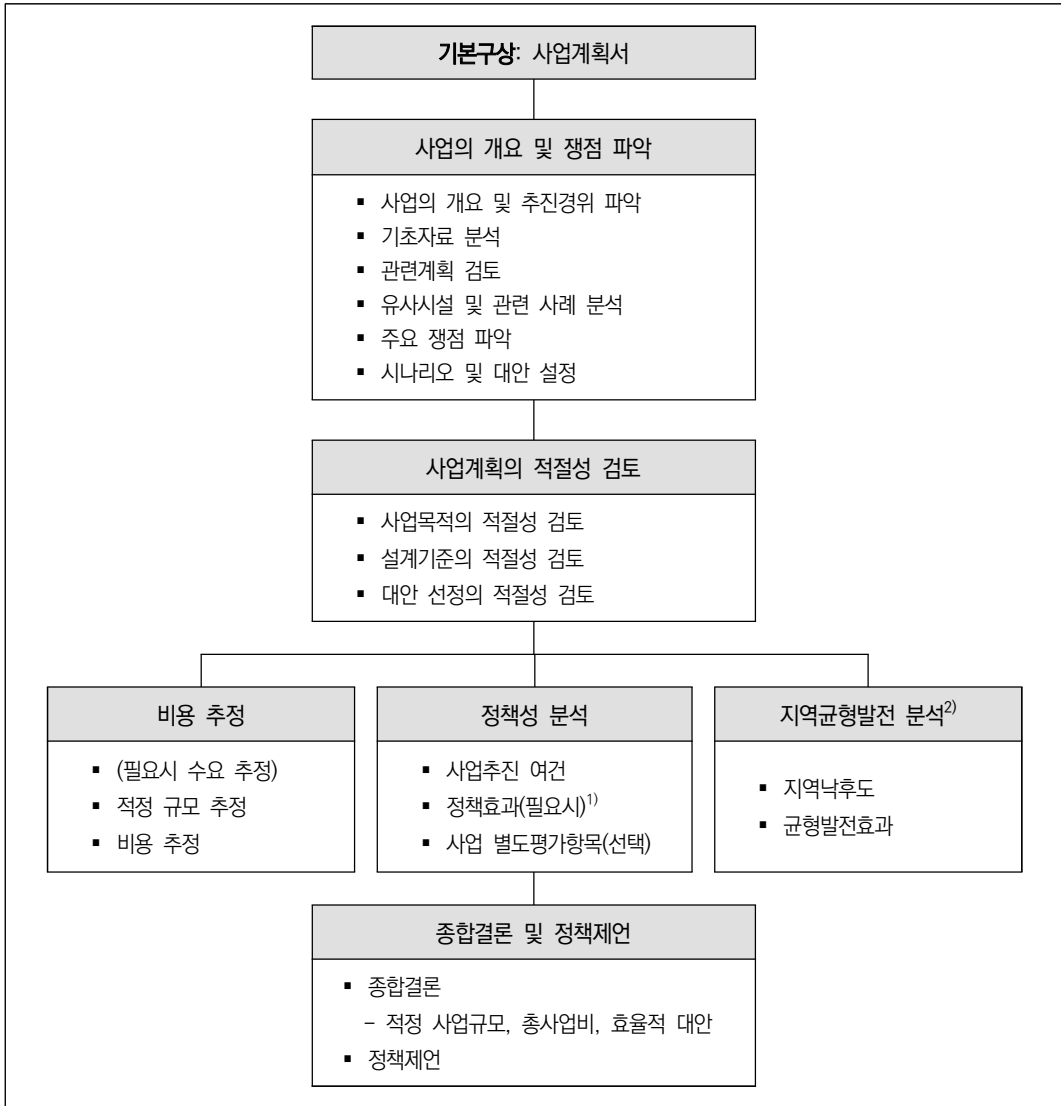 기본구상: 사업계획서
사업의 개요 및 쟁점 파악
▪ 사업의 개요 및 추진경위 파악
▪ 기초자료 분석
▪ 관련계획 검토
▪ 유사시설 및 관련 사례 분석
▪ 주요 쟁점 파악
▪ 시나리오 및 대안 설정
사업계획의 적절성 검토
▪ 사업목적의 적절성 검토
▪ 설계기준의 적절성 검토
▪ 대안 선정의 적절성 검토
비용 추정
▪ (필요시 수요 추정)
▪ 적정 규모 추정
▪ 비용 추정
정책성 분석
▪ 사업추진 여건
▪ 정책효과(필요시)1)
▪ 사업 별도평가항목(선택)
지역균형발전 분석2)
▪ 지역낙후도
▪ 균형발전효과
종합결론 및 정책제언
▪ 종합결론
– 적정 사업규모, 총사업비, 효율적 대안
▪ 정책제언